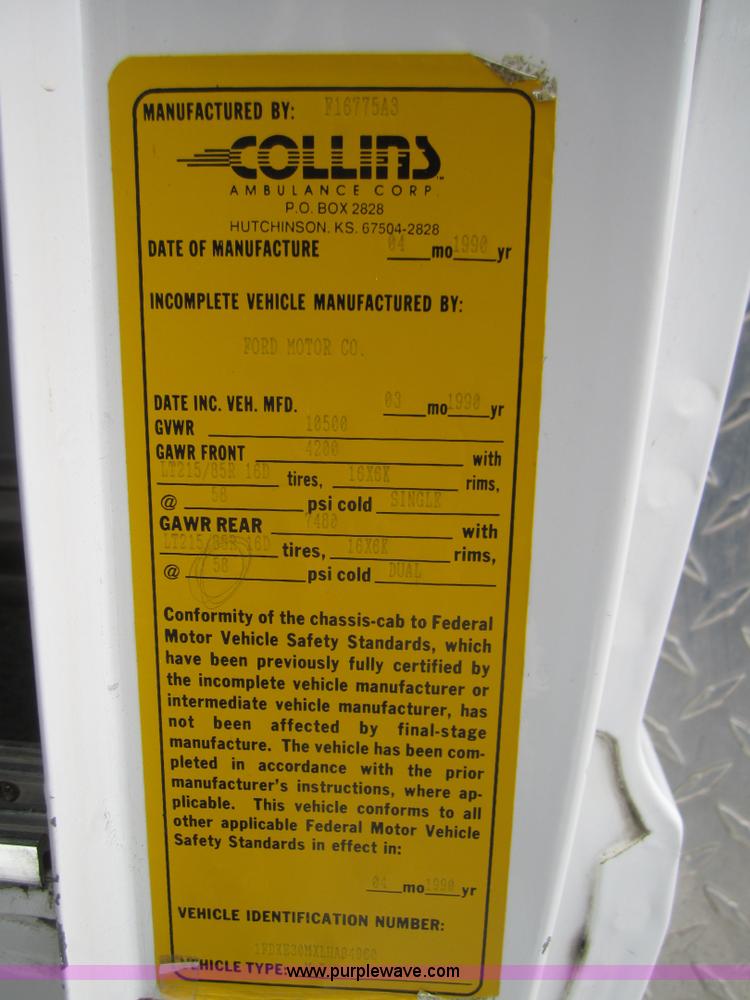 MANUFACTURED BY: F16775A3
COLLINS
AMBULANCE CORP.
P.O. BOX 2828
HUTCHINSON, KS. 67504-2828
DATE OF MANUFACTURE 04 mo 1990 yr
INCOMPLETE VEHICLE MANUFACTURED BY:
FORD MOTOR CO.
DATE INC. VEH. MFD. 03 mo 1990 yr
GVWR 10500
GAWR FRONT 4200 with
LT215/85R 16D tires, 16X6K rims,
@ 58 psi cold SINGLE
GAWR REAR 7480 with
LT215/85R 16D tires, 16X6K rims,
@ 58 psi cold DUAL
Conformity of the chassis-cab to Federal
Motor Vehicle Safety Standards, which
have been previously fully certified by
the incomplete vehicle manufacturer or
intermediate vehicle manufacturer, has
not been affected by final-stage
manufacture. The vehicle has been com-
pleted in accordance with the prior
manufacturer's instructions, where ap-
plicable. This vehicle conforms to all
other applicable Federal Motor Vehicle
Safety Standards in effect in:
04 mo 1990 yr
VEHICLE IDENTIFICATION NUMBER:
VEHICLE TYPE:
www.purplewave.com